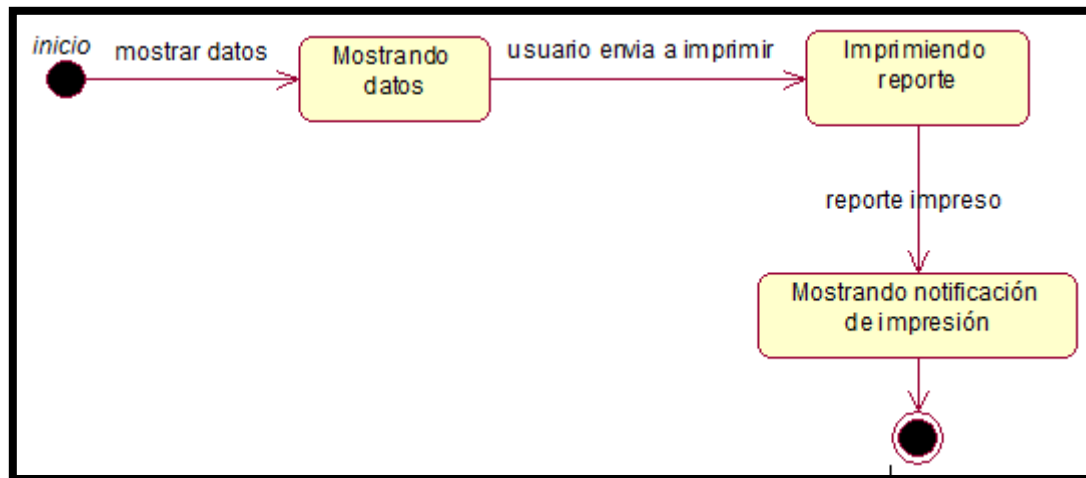 inicio
mostrar datos
Mostrando
datos
usuario envia a imprimir
Imprimiendo
reporte
reporte impreso
Mostrando notificación
de impresión